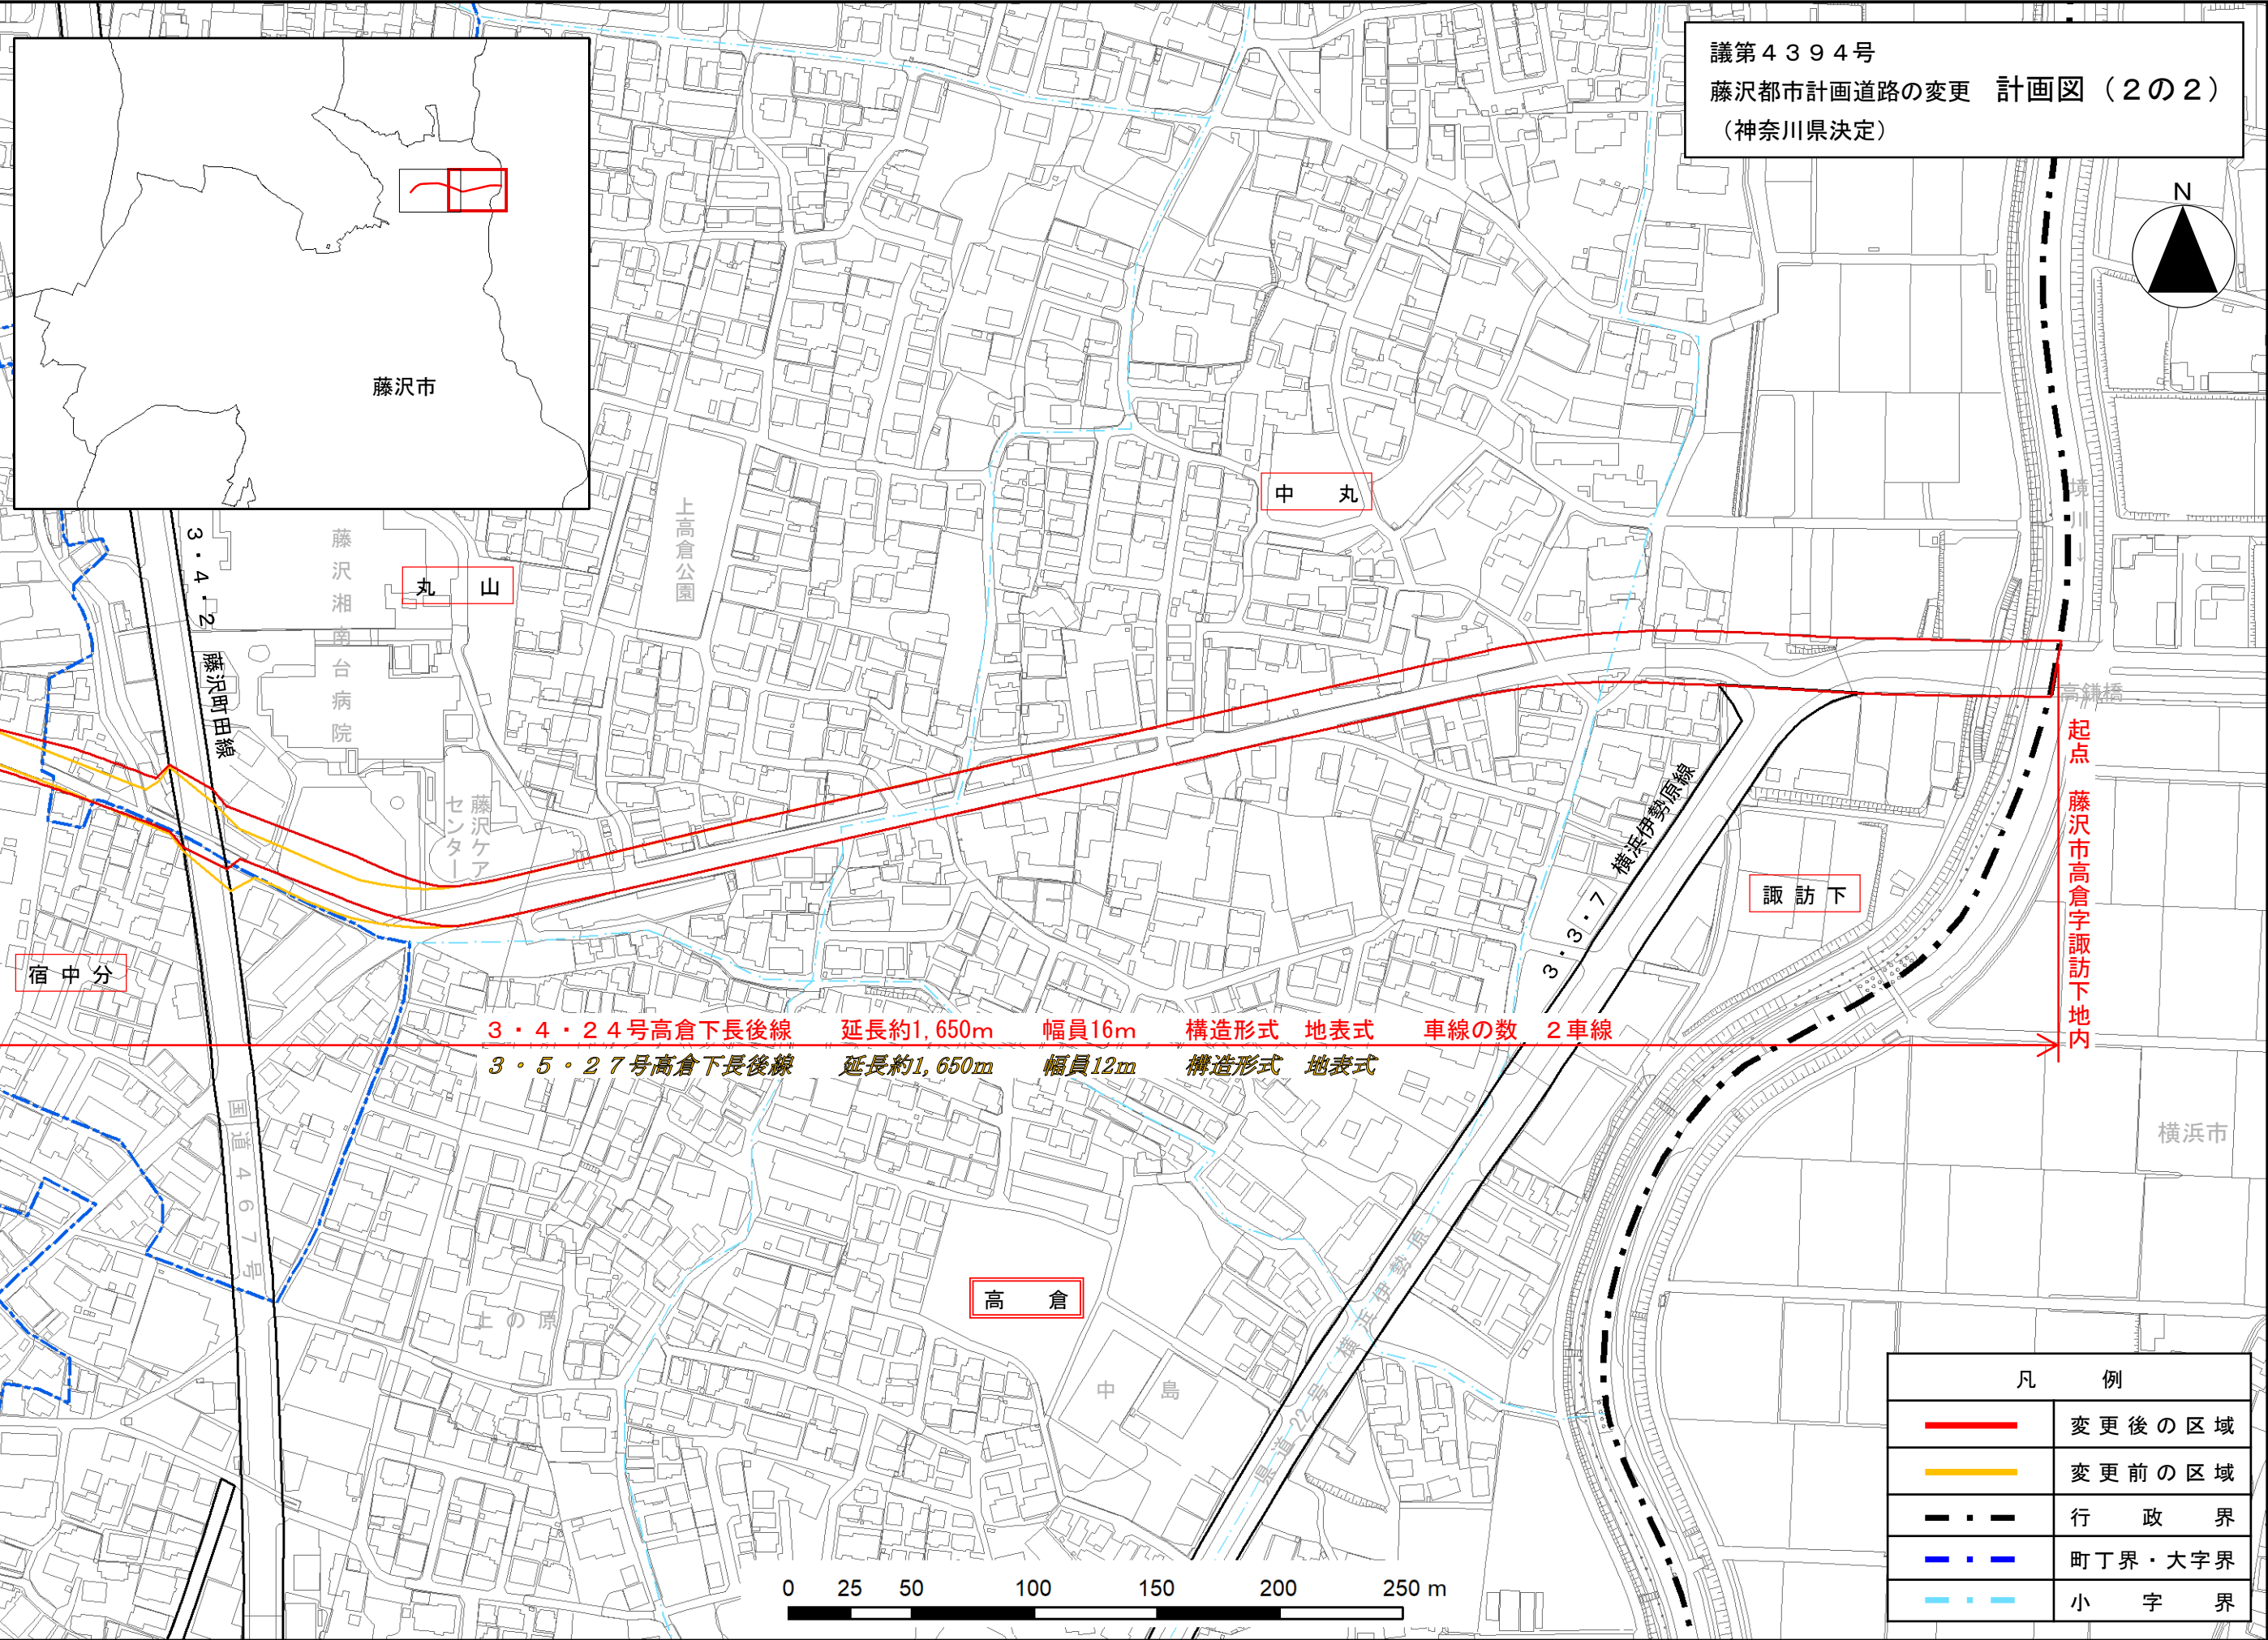 議第４３９４号
藤沢都市計画道路の変更　計画図（２の２）
（神奈川県決定）
N
藤沢市
中　丸
丸　山
上高倉公園
藤沢湘南台病院
３・４・２　藤沢町田線
境川→
高鎌橋
起点　藤沢市高倉字諏訪下地内
藤沢ケア
センター
３・３・７　横浜伊勢原線
諏訪下
宿中分
３・４・２４号高倉下長後線　延長約1,650m　幅員16m　構造形式　地表式　車線の数　２車線
３・５・２７号高倉下長後線　延長約1,650m　幅員12m　構造形式　地表式
国道４６７号
横浜市
高　倉
上の原
中　島
県道22号（横浜伊勢原）
凡　例
変更後の区域
変更前の区域
行政界
町丁界・大字界
小字界
0 25 50 100 150 200 250 m